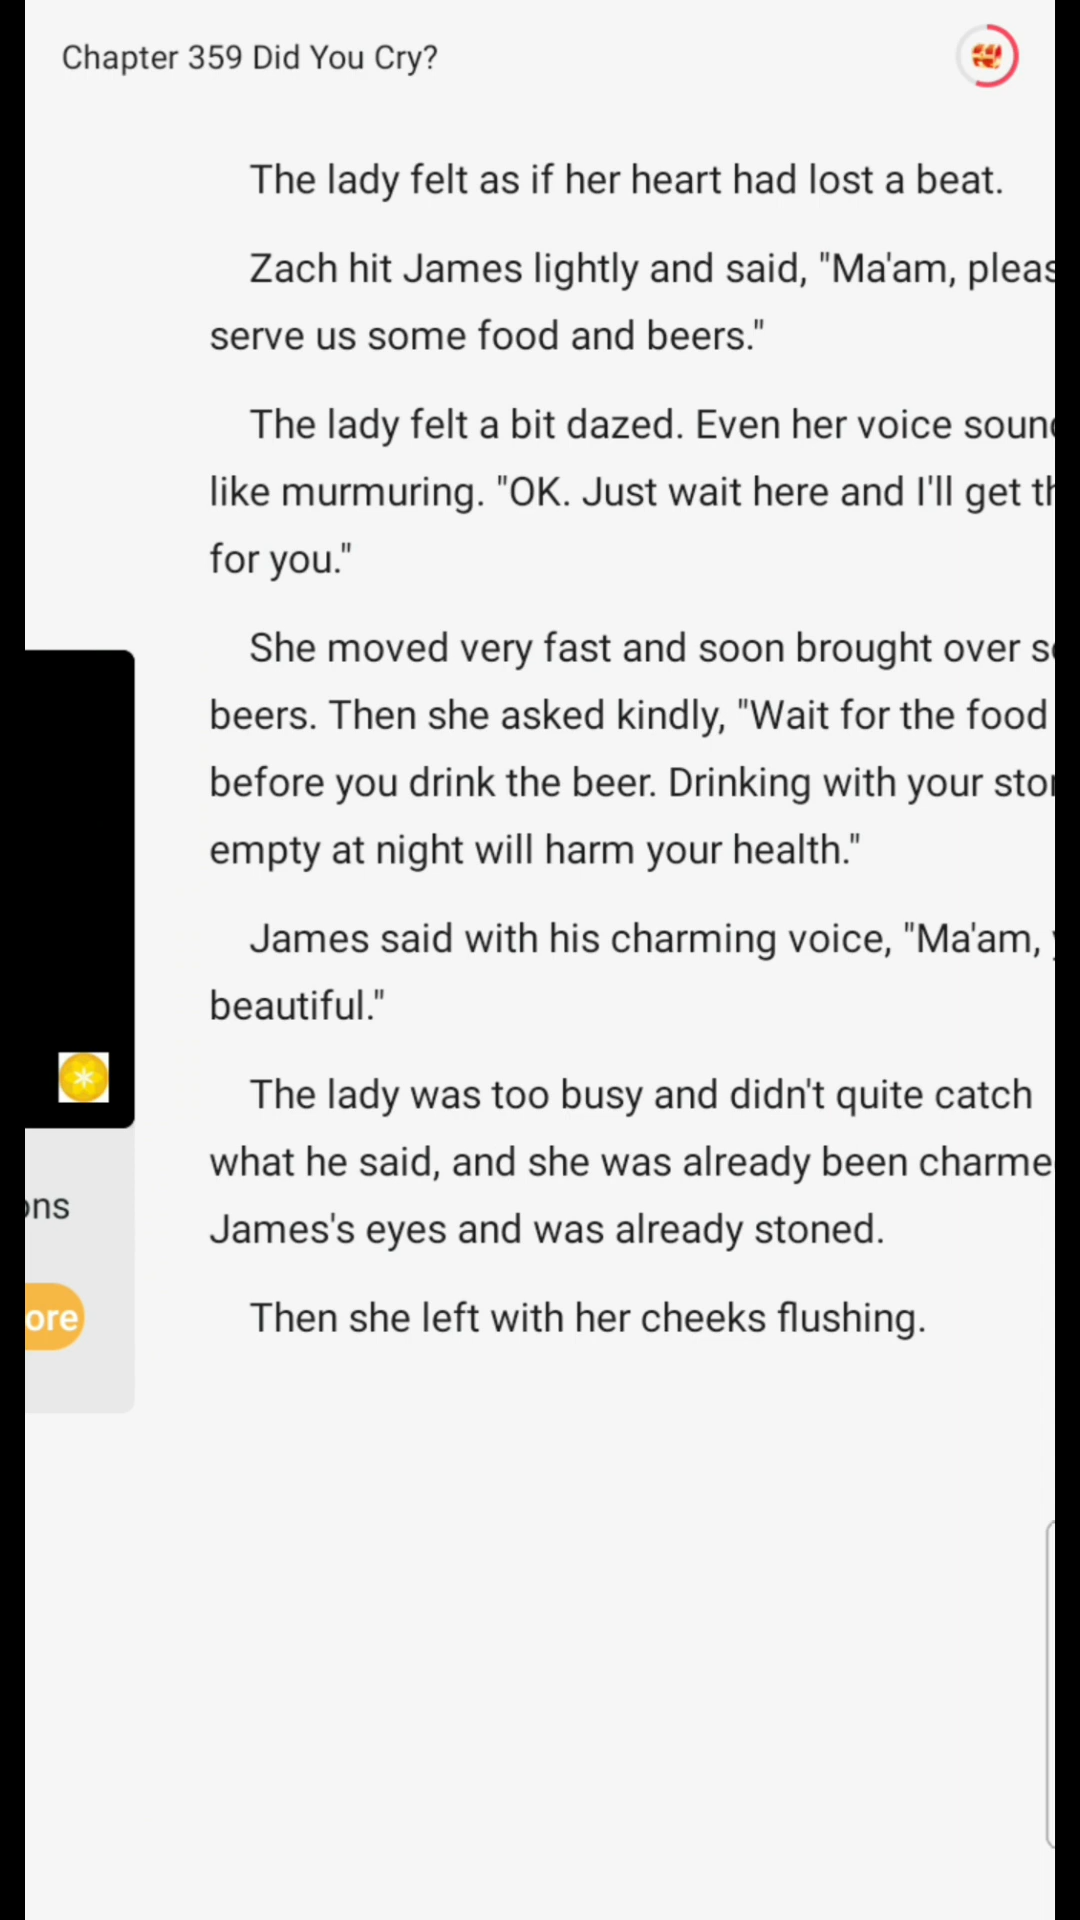 Chapter 359 Did You Cry?
The lady felt as if her heart had lost a beat.
Zach hit James lightly and said, "Ma'am, pleas
serve us some food and beers."
The lady felt a bit dazed. Even her voice soun
like murmuring. "OK. Just wait here and I'll get th
for you."
She moved very fast and soon brought over s
beers. Then she asked kindly, "Wait for the food
before you drink the beer. Drinking with your sto
empty at night will harm your health."
James said with his charming voice, "Ma'am,
beautiful."
The lady was too busy and didn't quite catch
what he said, and she was already been charme
James's eyes and was already stoned.
ons
ore
Then she left with her cheeks flushing.